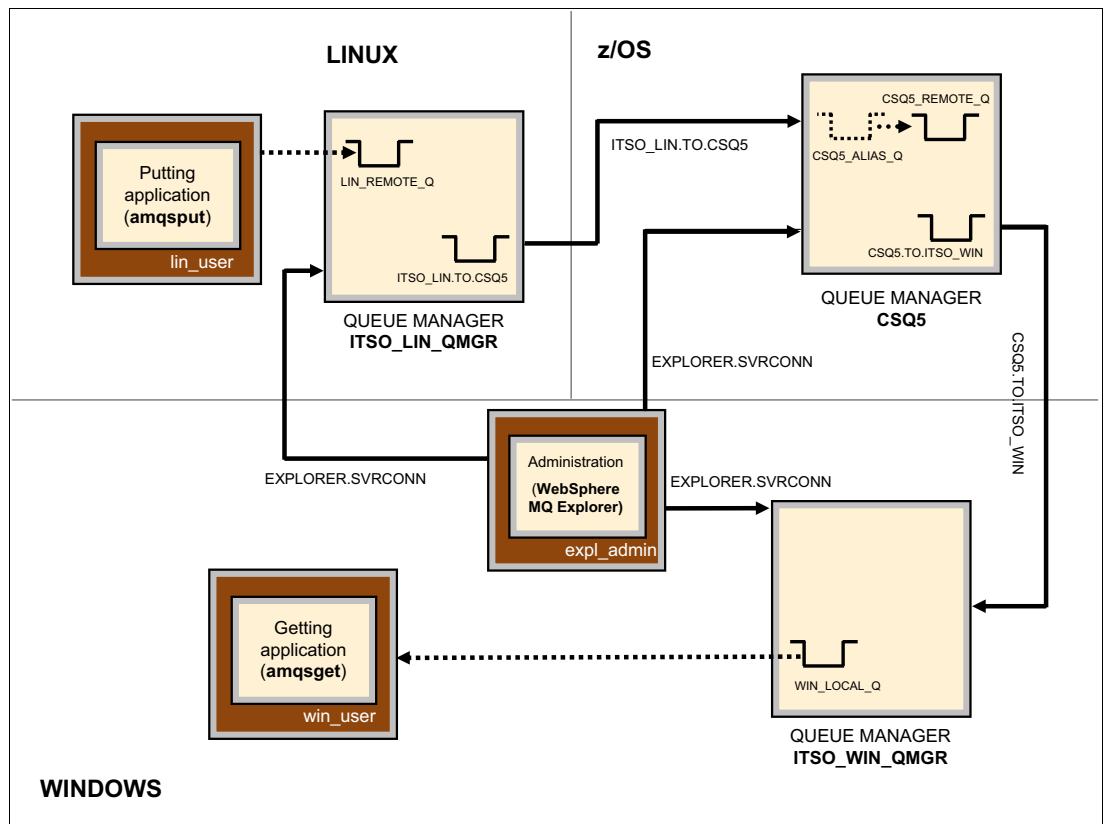 LINUX
z/OS
Putting
application
(amqsput)
lin_user
LIN_REMOTE_Q
ITSO_LIN.TO.CSQ5
QUEUE MANAGER
ITSO_LIN_QMGR
ITSO_LIN.TO.CSQ5
CSQ5_REMOTE_Q
CSQ5_ALIAS_Q
CSQ5.TO.ITSO_WIN
QUEUE MANAGER
CSQ5
EXPLORER.SVRCONN
CSQ5.TO.ITSO_WIN
EXPLORER.SVRCONN
Administration
(WebSphere
MQ Explorer)
expl_admin
EXPLORER.SVRCONN
Getting
application
(amqsget)
win_user
WIN_LOCAL_Q
QUEUE MANAGER
ITSO_WIN_QMGR
WINDOWS